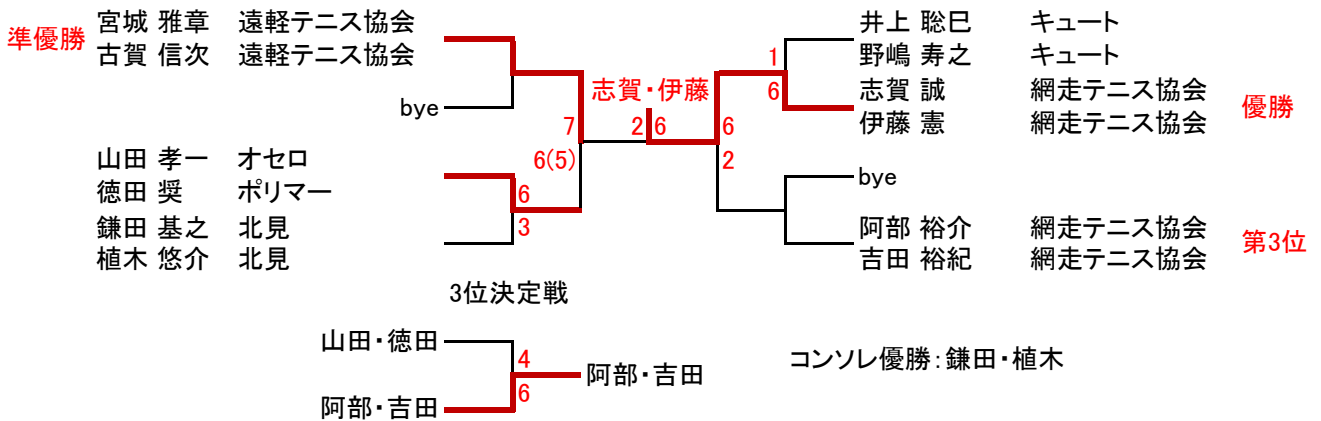 準優勝
宮城 雅章 遠軽テニス協会
古賀 信次 遠軽テニス協会
bye
山田 孝一 オセロ
徳田 奨 ポリマー
鎌田 基之 北見
植木 悠介 北見
7
6(5)
6
3
志賀・伊藤
2 6
井上 聡巳 キュート
野嶋 寿之 キュート
志賀 誠 網走テニス協会
伊藤 憲 網走テニス協会
優勝
1
6
6
2
bye
阿部 裕介 網走テニス協会
吉田 裕紀 網走テニス協会
第3位
3位決定戦
山田・徳田
4
6
阿部・吉田
阿部・吉田
コンソレ優勝：鎌田・植木